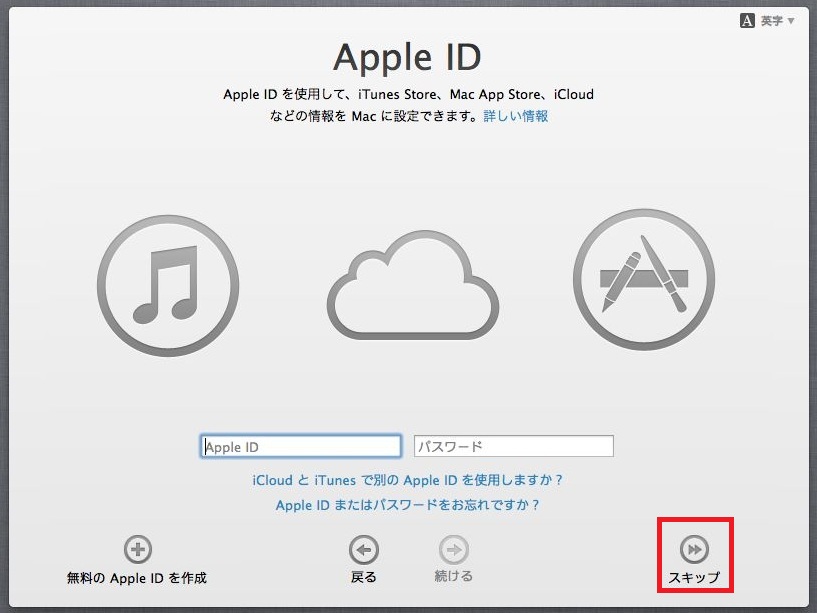 A 英字
Apple ID
Apple ID を使用して、iTunes Store、Mac App Store、iCloud
などの情報を Mac に設定できます。詳しい情報
Apple ID パスワード
iCloud と iTunes で別の Apple ID を使用しますか？
Apple ID またはパスワードをお忘れですか？
無料の Apple ID を作成 戻る 続ける スキップ